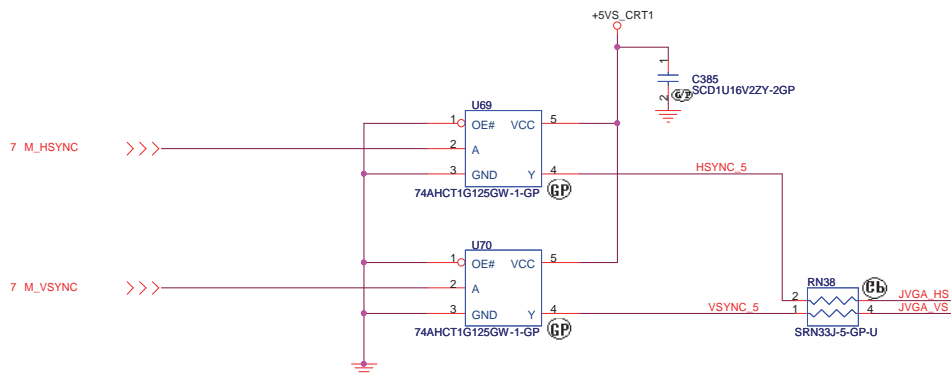 +5VS_CRT1
1
C385
SCD1U16V2ZY-2GP
2
G/P
U69
1 OE# VCC 5
7 M_HSYNC
2 A
HSYNC_5
3 GND Y 4
74AHCT1G125GW-1-GP GP
U70
1 OE# VCC 5
7 M_VSYNC
2 A
RN38
2 JVGA_HS
VSYNC_5
3 GND Y 4
1 4 JVGA_VS
74AHCT1G125GW-1-GP GP
SRN33J-5-GP-U